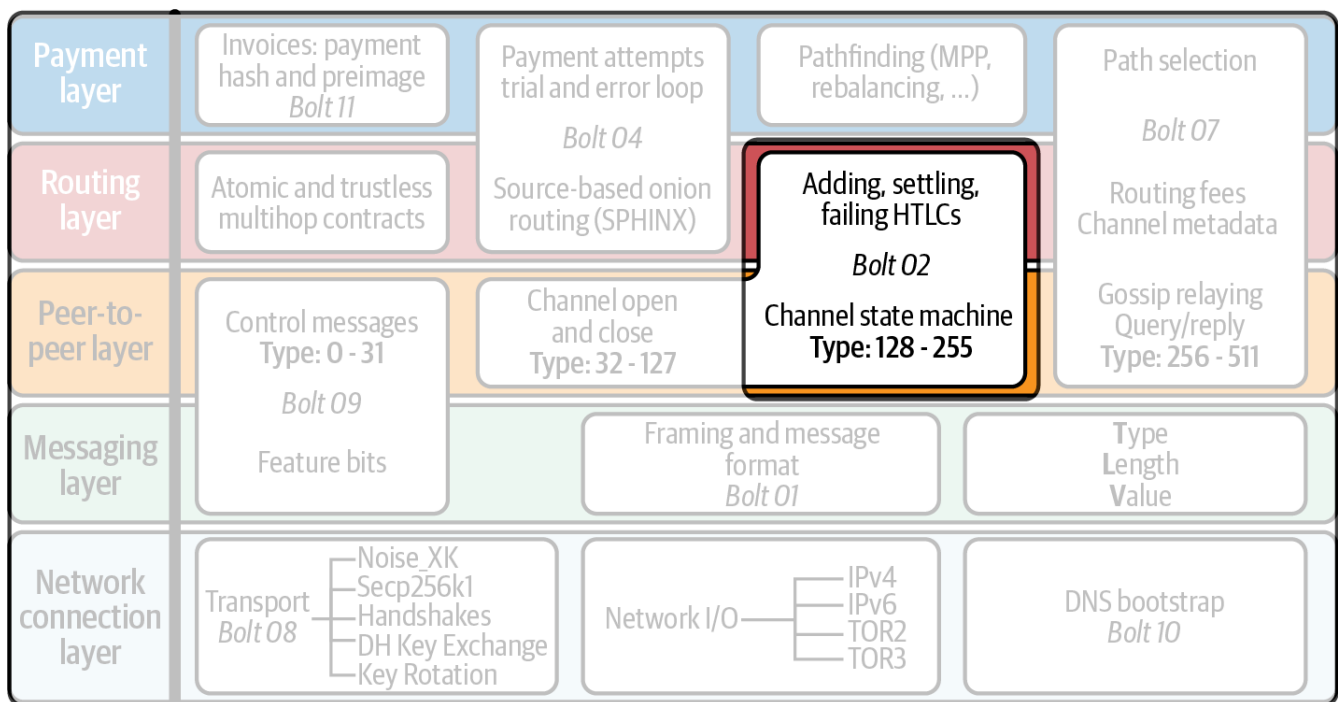 Payment
layer
Invoices: payment
hash and preimage
Bolt 11
Payment attempts
trial and error loop
Bolt 04
Source-based onion
routing (SPHINX)
Pathfinding (MPP,
rebalancing, ...)
Path selection
Bolt 07
Routing fees
Channel metadata
Gossip relaying
Query/reply
Type: 256 - 511
Routing
layer
Atomic and trustless
multihop contracts
Adding, settling,
failing HTLCs
Bolt 02
Channel state machine
Type: 128 - 255
Peer-to-
peer layer
Control messages
Type: 0 - 31
Bolt 09
Feature bits
Channel open
and close
Type: 32 - 127
Messaging
layer
Framing and message
format
Bolt 01
Type
Length
Value
Network
connection
layer
Transport
Bolt 08
Noise_XK
Secp256k1
Handshakes
DH Key Exchange
Key Rotation
Network I/O
IPv4
IPv6
TOR2
TOR3
DNS bootstrap
Bolt 10